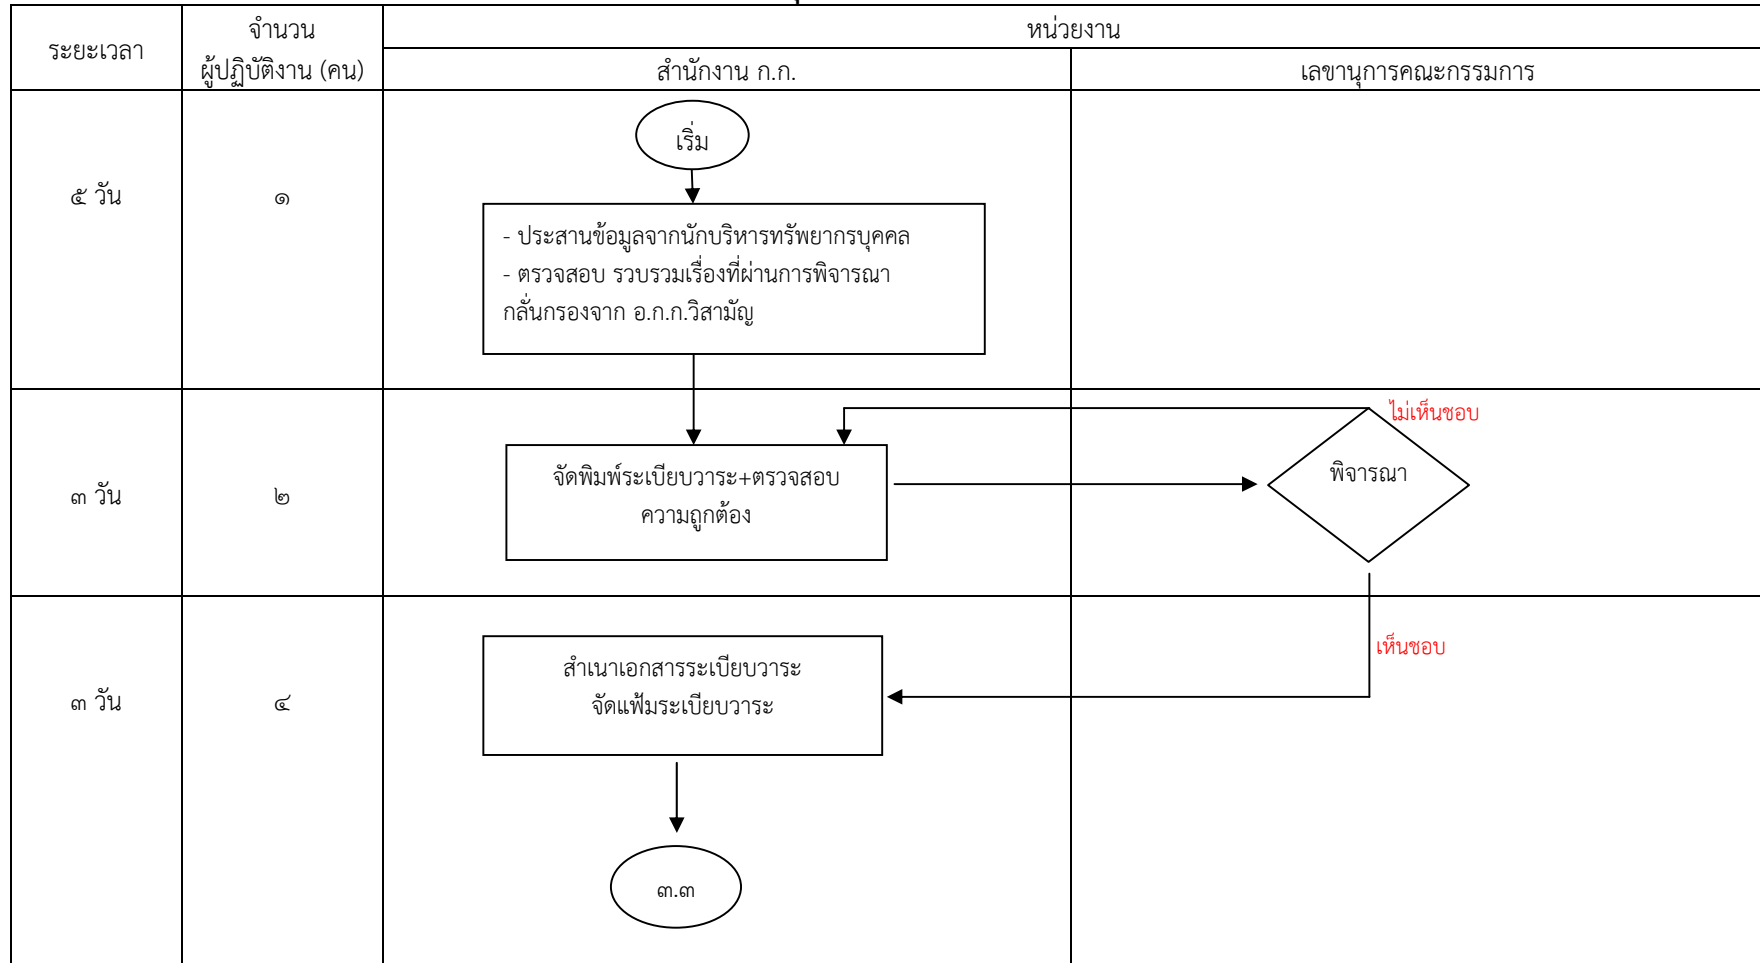 ระยะเวลา
จำนวน
ผู้ปฏิบัติงาน (คน)
หน่วยงาน
สำนักงาน ก.ก.
เลขานุการคณะกรรมการ
เริ่ม
๕ วัน
๑
- ประสานข้อมูลจากนักบริหารทรัพยากรบุคคล
- ตรวจสอบ รวบรวมเรื่องที่ผ่านการพิจารณา
กลั่นกรองจาก อ.ก.ก.วิสามัญ
ไม่เห็นชอบ
๓ วัน
๒
จัดพิมพ์ระเบียบวาระ+ตรวจสอบ
ความถูกต้อง
พิจารณา
เห็นชอบ
๓ วัน
๔
สำเนาเอกสารระเบียบวาระ
จัดแฟ้มระเบียบวาระ
๓.๓